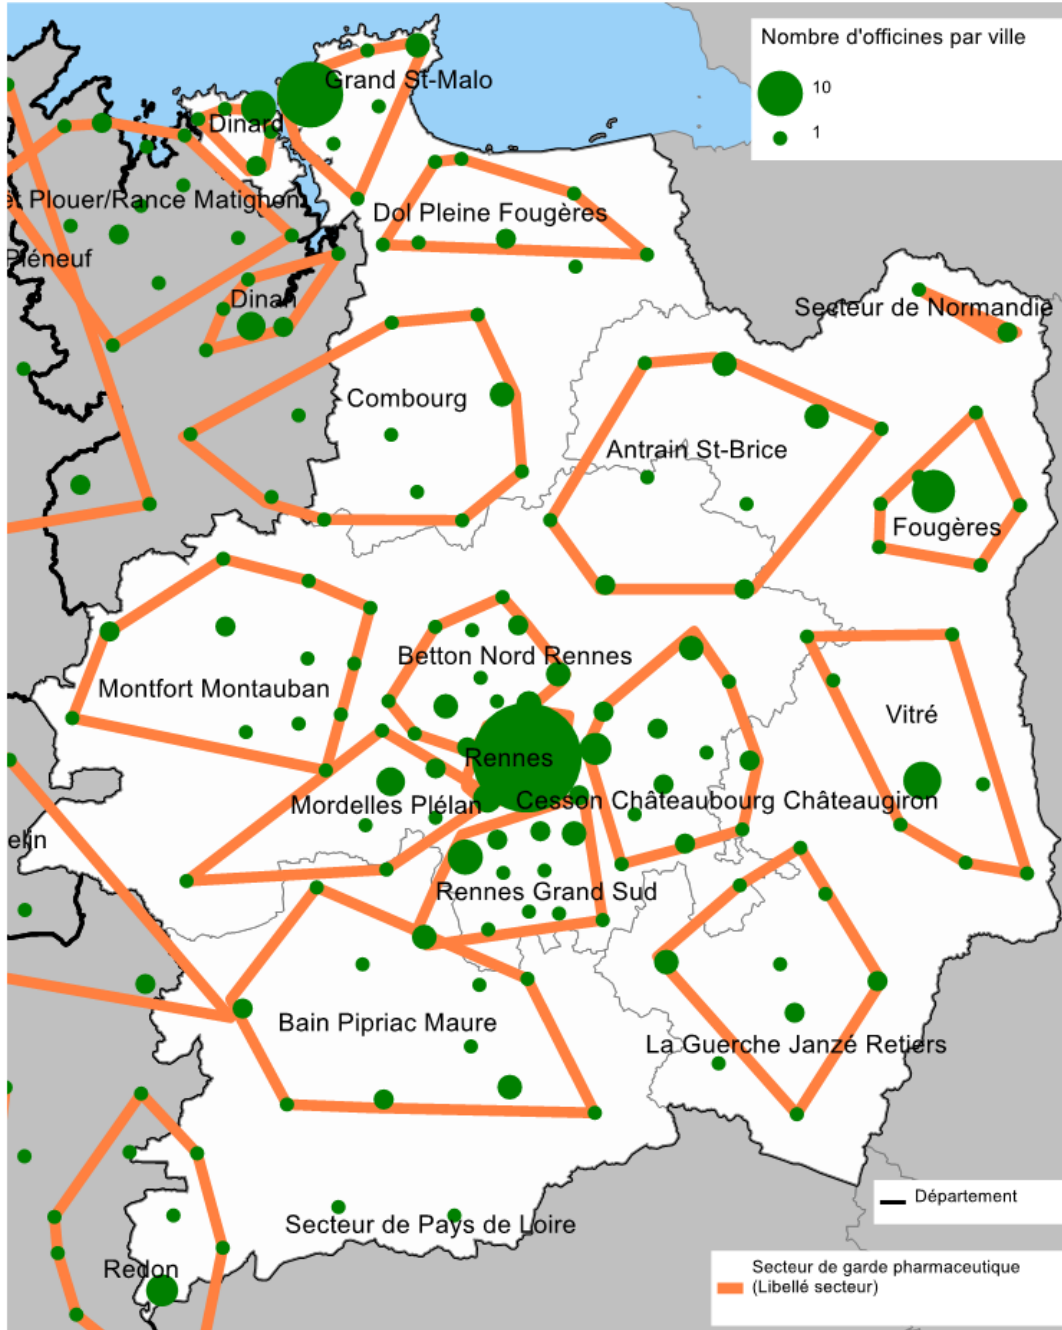 Nombre d'officines par ville
10
1
Grand St-Malo
Dinard
et Plouer/Rance Matignon
Dol Pleine Fougères
Pléneuf
Dinan
Secteur de Normandie
Combourg
Antrain St-Brice
Fougères
Betton Nord Rennes
Montfort Montauban
Vitré
Rennes
Mordelles Plélan
Cesson Châteaubourg Châteaugiron
elin
Rennes Grand Sud
Bain Pipriac Maure
La Guerche Janzé Retiers
Département
Secteur de Pays de Loire
Redon
Secteur de garde pharmaceutique
(Libellé secteur)